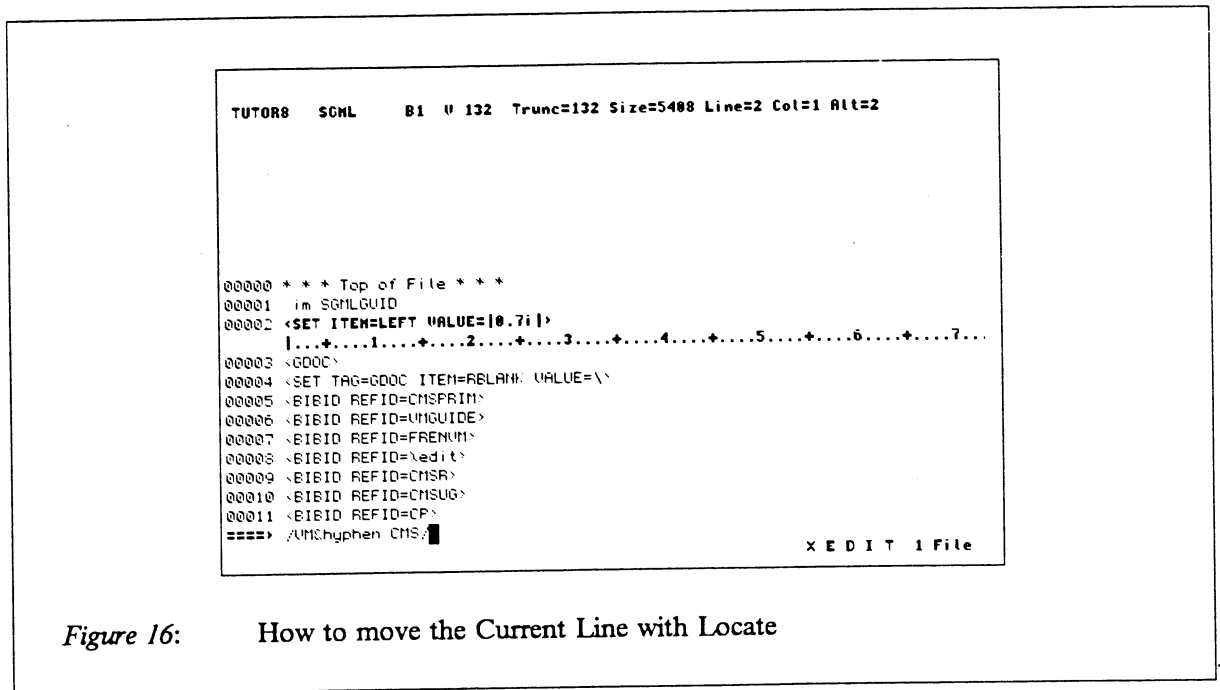 TUTOR8 SGML B1 V 132 Trunc=132 Size=5408 Line=2 Col=1 Alt=2
00000 * * * Top of File * * *
00001 im SGMLGUID
00002 <SET ITEM=LEFT VALUE=|0.7i|>
|...+....1....+....2....+....3....+....4....+....5....+....6....+....7...
00003 <GDOC>
00004 <SET TAG=GDOC ITEM=RBLANK VALUE=\>
00005 <BIBID REFID=CMSPRIM>
00006 <BIBID REFID=VMGUIDE>
00007 <BIBID REFID=FRENVM>
00008 <BIBID REFID=Xedit>
00009 <BIBID REFID=CMSR>
00010 <BIBID REFID=CMSUG>
00011 <BIBID REFID=CP>
====> /VM&hyphen CMS/
X E D I T 1 File
Figure 16: How to move the Current Line with Locate